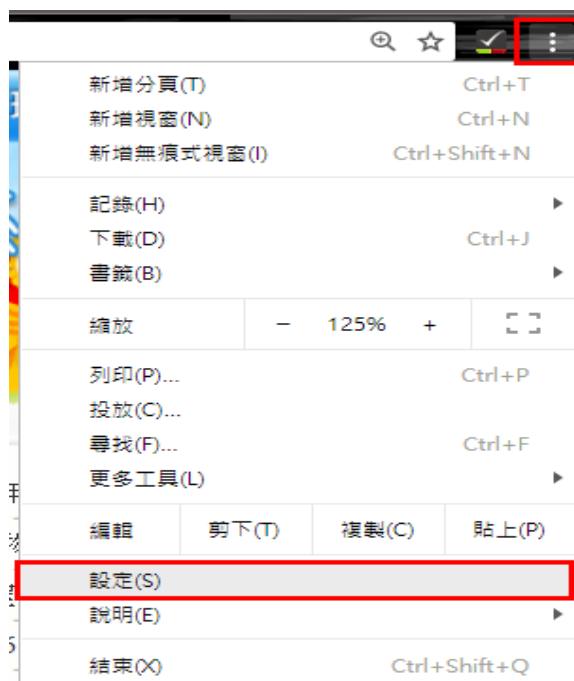 新增分頁(T) Ctrl+T
新增視窗(N) Ctrl+N
新增無痕式視窗(I) Ctrl+Shift+N
記錄(H)
下載(D) Ctrl+J
書籤(B)
縮放 − 125% +
列印(P)... Ctrl+P
投放(C)...
尋找(F)... Ctrl+F
更多工具(L)
編輯 剪下(T) 複製(C) 貼上(P)
設定(S)
說明(E)
結束(X) Ctrl+Shift+Q